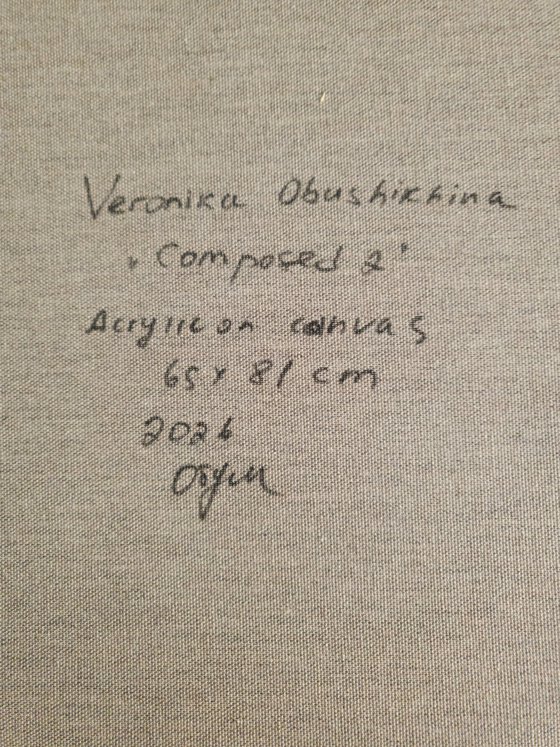 Veronika Obushikhina
"Composed 2"
Acrylic on canvas
65 x 81 cm
2026